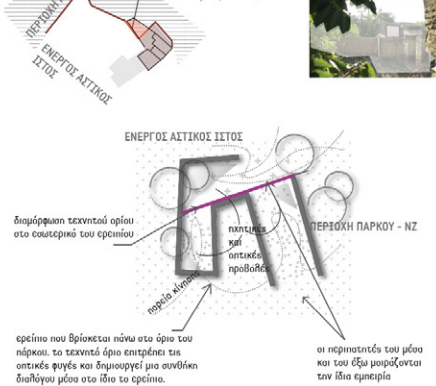 ΠΕΡΙΟΧΗ
ΕΝΕΡΓΟΣ ΑΣΤΙΚΟΣ
ΙΣΤΟΣ
ΕΝΕΡΓΟΣ ΑΣΤΙΚΟΣ ΙΣΤΟΣ
διαμόρφωση τεχνητού ορίου
στο εσωτερικό του ερειπίου
ηχητικές
και
οπτικές
προβολές
ΠΕΡΙΟΧΗ ΠΑΡΚΟΥ - ΝΖ
πορεία κίνησης
ερείπιο που βρίσκεται πάνω στο όριο του
πάρκου. το τεχνητό όριο επιτρέπει τις
οπτικές φυγές και δημιουργεί μια συνθήκη
διαλόγου μέσα στο ίδιο το ερείπιο.
οι περιπατητές του μέσα
και του έξω μοιράζονται
την ίδια εμπειρία